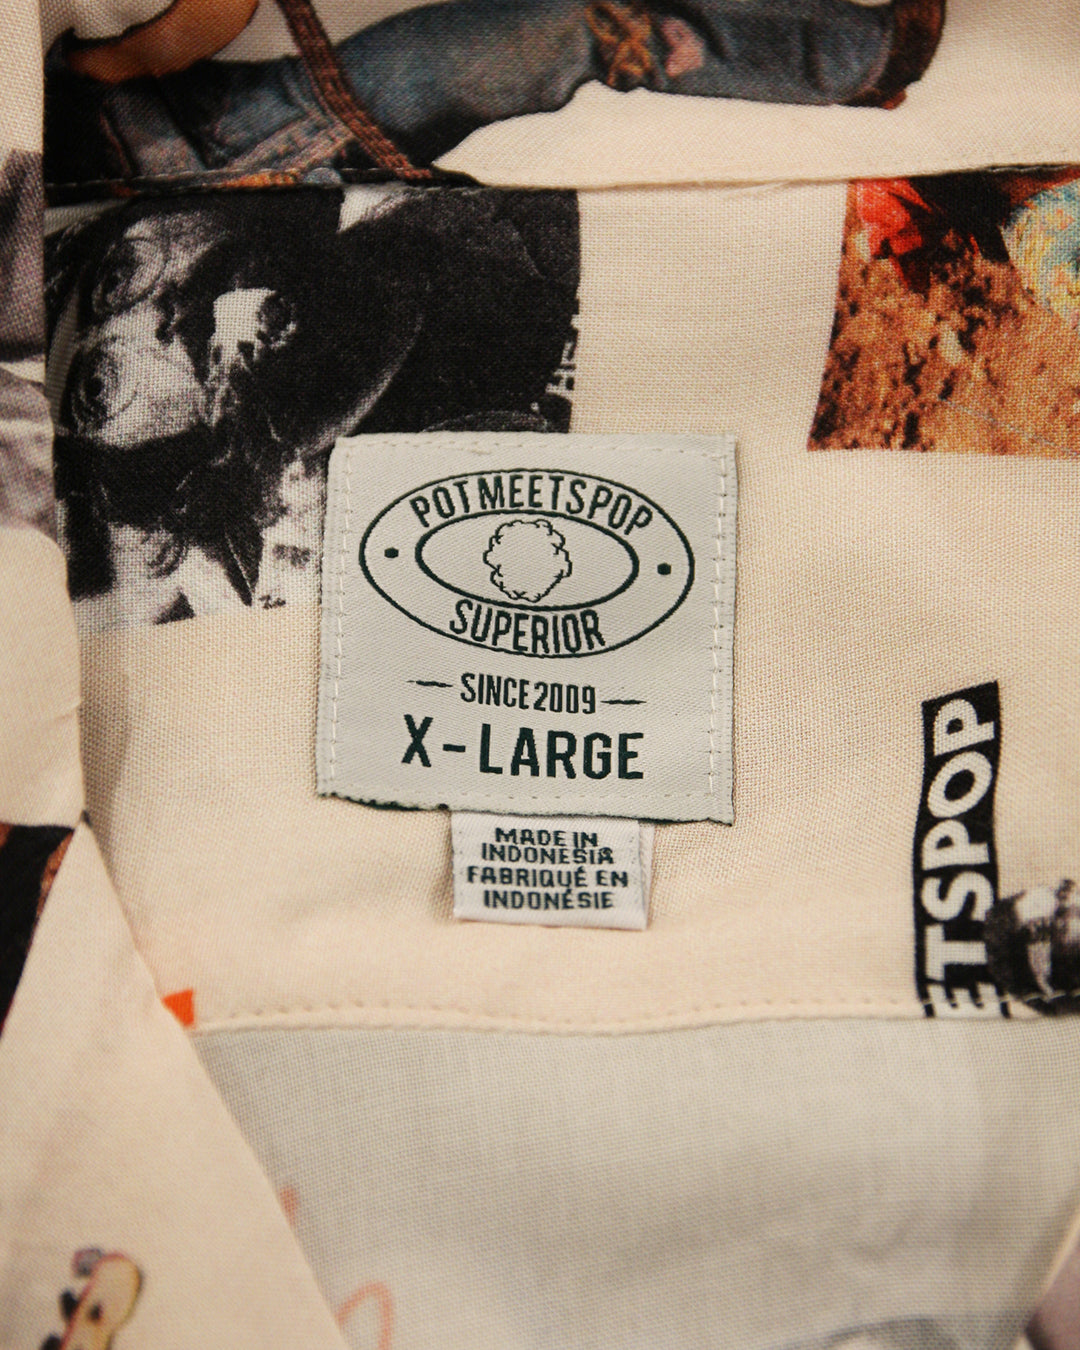 POTMEETSPOP
SUPERIOR
SINCE 2009
X-LARGE
MADE IN
INDONESIA
FABRIQUÉ EN
INDONÉSIE
ETSPOP